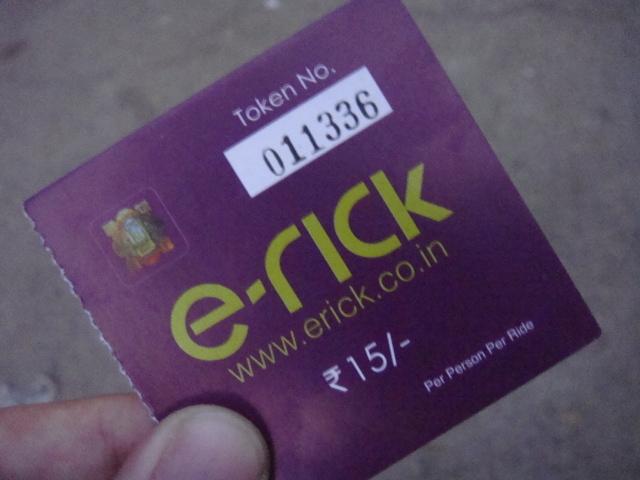 Token No.
011336
e-rick
www.erick.co.in
₹15/-
Per Person Per Ride